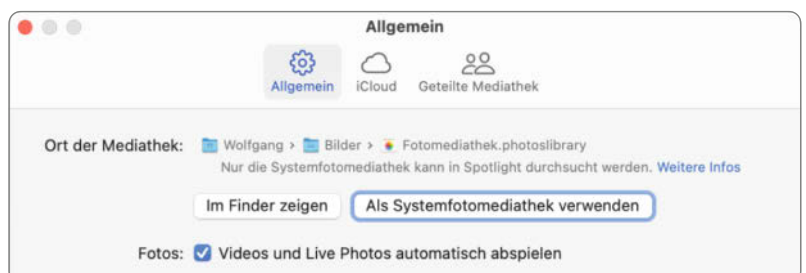 Allgemein
Allgemein iCloud Geteilte Mediathek
Ort der Mediathek: Wolfgang › Bilder › Fotomediathek.photoslibrary
Nur die Systemfotomediathek kann in Spotlight durchsucht werden. Weitere Infos
Im Finder zeigen Als Systemfotomediathek verwenden
Fotos: Videos und Live Photos automatisch abspielen